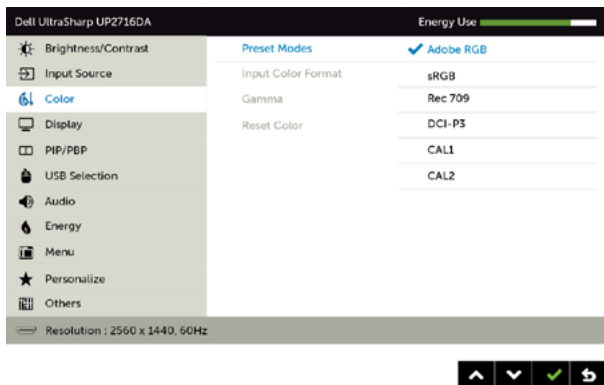 Dell UltraSharp UP2716DA Energy Use
Brightness/Contrast Preset Modes Adobe RGB
Input Source Input Color Format sRGB
Color Gamma Rec 709
Display Reset Color DCI-P3
PIP/PBP CAL1
USB Selection CAL2
Audio
Energy
Menu
Personalize
Others
Resolution : 2560 x 1440, 60Hz